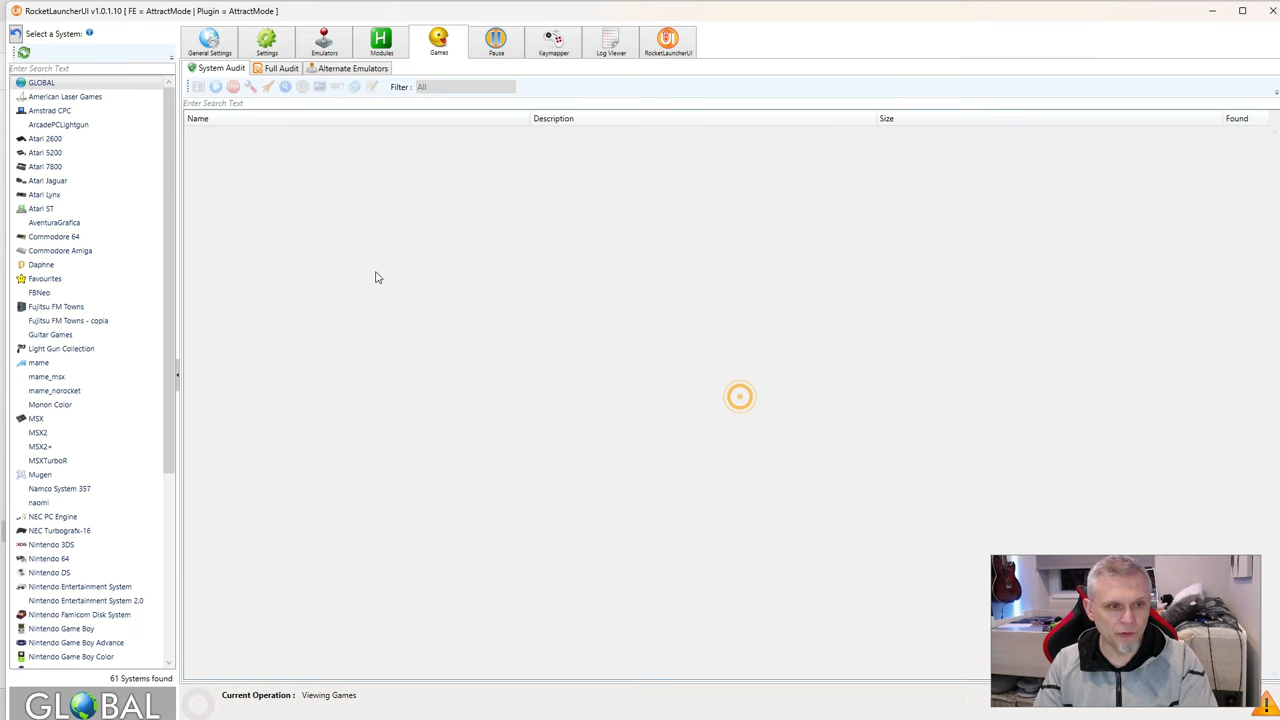 RocketLauncherUI v1.0.1.10 [ FE = AttractMode | Plugin = AttractMode ]
Select a System:
Enter Search Text
GLOBAL
American Laser Games
Amstrad CPC
ArcadePCLightgun
Atari 2600
Atari 5200
Atari 7800
Atari Jaguar
Atari Lynx
Atari ST
AventuraGrafica
Commodore 64
Commodore Amiga
Daphne
Favourites
FBNeo
Fujitsu FM Towns
Fujitsu FM Towns - copia
Guitar Games
Light Gun Collection
mame
mame_msx
mame_norocket
Monon Color
MSX
MSX2
MSX2+
MSXTurboR
Mugen
Namco System 357
naomi
NEC PC Engine
NEC Turbografx-16
Nintendo 3DS
Nintendo 64
Nintendo DS
Nintendo Entertainment System
Nintendo Entertainment System 2.0
Nintendo Famicom Disk System
Nintendo Game Boy
Nintendo Game Boy Advance
Nintendo Game Boy Color
61 Systems found
GLOBAL
General Settings
Settings
Emulators
Modules
Games
Pause
Keymapper
Log Viewer
RocketLauncherUI
System Audit
Full Audit
Alternate Emulators
Filter : All
Enter Search Text
Name Description Size Found
Current Operation : Viewing Games